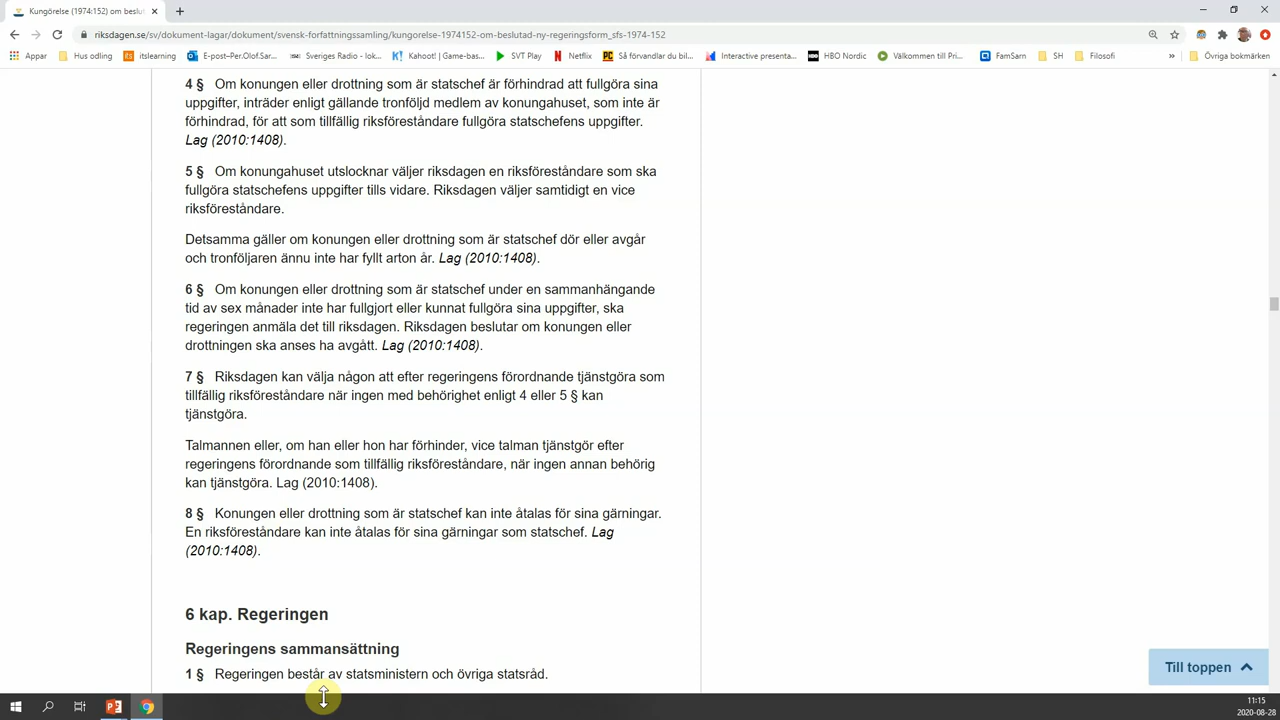 Kungörelse (1974:152) om beslut
riksdagen.se/sv/dokument-lagar/dokument/svensk-forfattningssamling/kungorelse-1974152-om-beslutad-ny-regeringsform_sfs-1974-152
Appar Hus odling itslearning E-post–Per.Olof.Sar... Sveriges Radio - lok... Kahoot! | Game-bas... SVT Play Netflix Så förvandlar du bil... Interactive presenta... HBO Nordic Välkommen till Pri... FamSarn SH Filosofi » Övriga bokmärken
4 § Om konungen eller drottning som är statschef är förhindrad att fullgöra sina
uppgifter, inträder enligt gällande tronföljd medlem av konungahuset, som inte är
förhindrad, för att som tillfällig riksföreståndare fullgöra statschefens uppgifter.
Lag (2010:1408).
5 § Om konungahuset utslocknar väljer riksdagen en riksföreståndare som ska
fullgöra statschefens uppgifter tills vidare. Riksdagen väljer samtidigt en vice
riksföreståndare.
Detsamma gäller om konungen eller drottning som är statschef dör eller avgår
och tronföljaren ännu inte har fyllt arton år. Lag (2010:1408).
6 § Om konungen eller drottning som är statschef under en sammanhängande
tid av sex månader inte har fullgjort eller kunnat fullgöra sina uppgifter, ska
regeringen anmäla det till riksdagen. Riksdagen beslutar om konungen eller
drottningen ska anses ha avgått. Lag (2010:1408).
7 § Riksdagen kan välja någon att efter regeringens förordnande tjänstgöra som
tillfällig riksföreståndare när ingen med behörighet enligt 4 eller 5 § kan
tjänstgöra.
Talmannen eller, om han eller hon har förhinder, vice talman tjänstgör efter
regeringens förordnande som tillfällig riksföreståndare, när ingen annan behörig
kan tjänstgöra. Lag (2010:1408).
8 § Konungen eller drottning som är statschef kan inte åtalas för sina gärningar.
En riksföreståndare kan inte åtalas för sina gärningar som statschef. Lag
(2010:1408).
6 kap. Regeringen
Regeringens sammansättning
1 § Regeringen består av statsministern och övriga statsråd.
Till toppen
11:15
2020-08-28